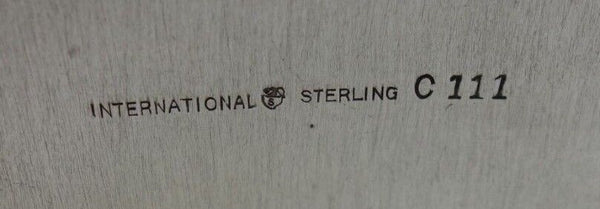 INTERNATIONAL S STERLING C 111